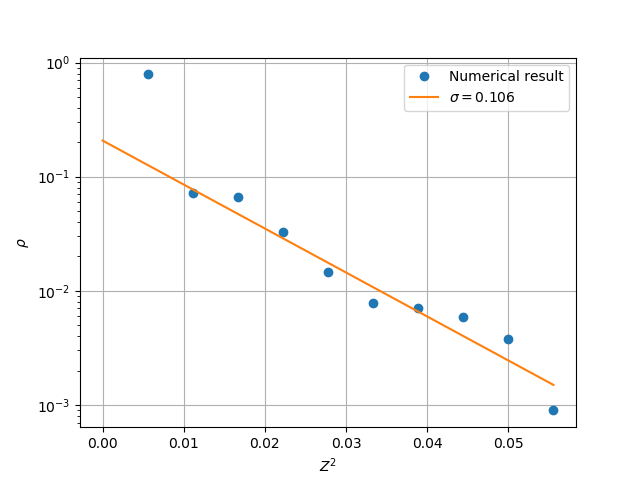 10⁰
10⁻¹
10⁻²
10⁻³
ρ
0.00 0.01 0.02 0.03 0.04 0.05
Z²
Numerical result
σ = 0.106